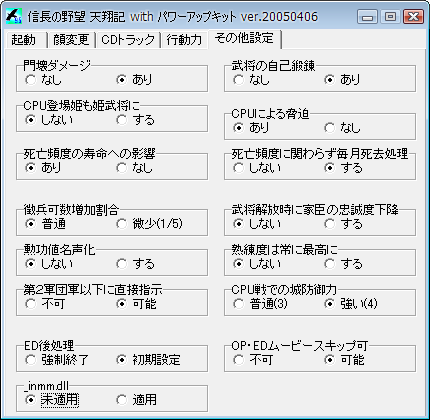 信長の野望 天翔記 with パワーアップキット ver.20050406
起動 顔変更 CDトラック 行動力 その他設定
門壊ダメージ
なし あり
武将の自己鍛錬
なし あり
CPU登場姫も姫武将に
しない する
CPUによる脅迫
あり なし
死亡頻度の寿命への影響
あり なし
死亡頻度に関わらず毎月死去処理
しない する
徴兵可数増加割合
普通 微少(1/5)
武将解放時に家臣の忠誠度下降
しない する
勲功値名声化
しない する
熟練度は常に最高に
しない する
第2軍団軍以下に直接指示
不可 可能
CPU戦での城防御力
普通(3) 強い(4)
ED後処理
強制終了 初期設定
OP・EDムービースキップ可
不可 可能
_inmm.dll
未適用 適用